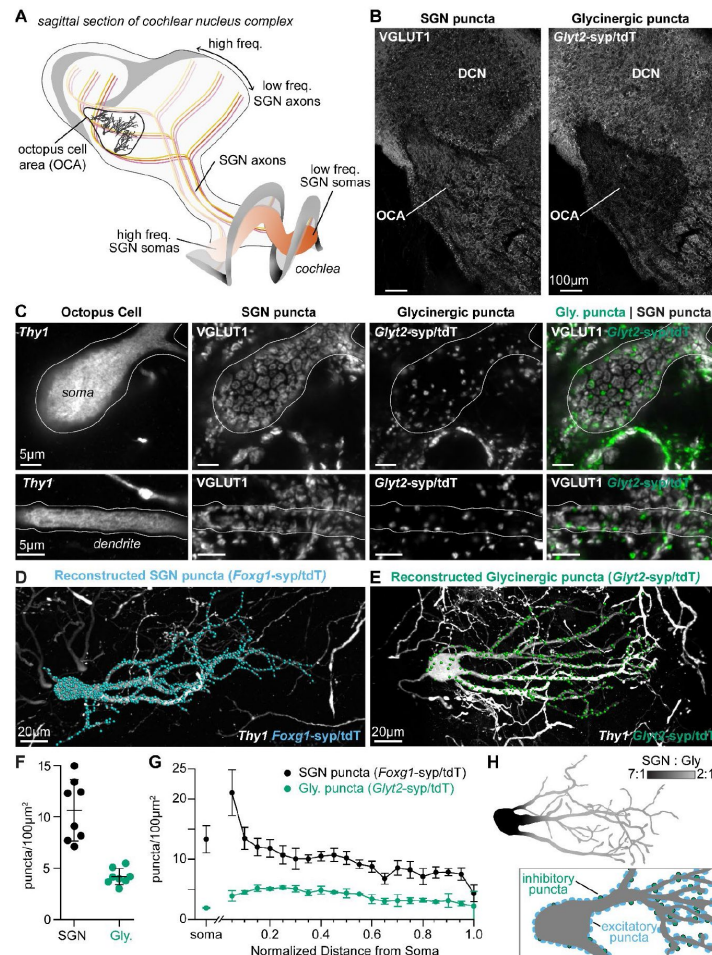 A
sagittal section of cochlear nucleus complex
high freq.
low freq.
SGN axons
octopus cell
area (OCA)
SGN axons
low freq.
SGN somas
high freq.
SGN somas
cochlea
B
SGN puncta
Glycinergic puncta
VGLUT1
Glyt2-syp/tdT
DCN
DCN
OCA
OCA
100µm
C
Octopus Cell
SGN puncta
Glycinergic puncta
Gly. puncta | SGN puncta
Thy1
VGLUT1
Glyt2-syp/tdT
VGLUT1 Glyt2-syp/tdT
soma
5µm
Thy1
VGLUT1
Glyt2-syp/tdT
VGLUT1 Glyt2-syp/tdT
5µm
dendrite
D
Reconstructed SGN puncta (Foxg1-syp/tdT)
20µm
Thy1 Foxg1-syp/tdT
E
Reconstructed Glycinergic puncta (Glyt2-syp/tdT)
20µm
Thy1 Glyt2-syp/tdT
F
puncta/100µm²
15
10
5
0
SGN
Gly.
G
puncta/100µm²
25
20
10
5
0
SGN puncta (Foxg1-syp/tdT)
Gly. puncta (Glyt2-syp/tdT)
soma
0.2
0.4
0.6
0.8
1.0
Normalized Distance from Soma
H
SGN : Gly
7:1
2:1
inhibitory
puncta
excitatory
puncta